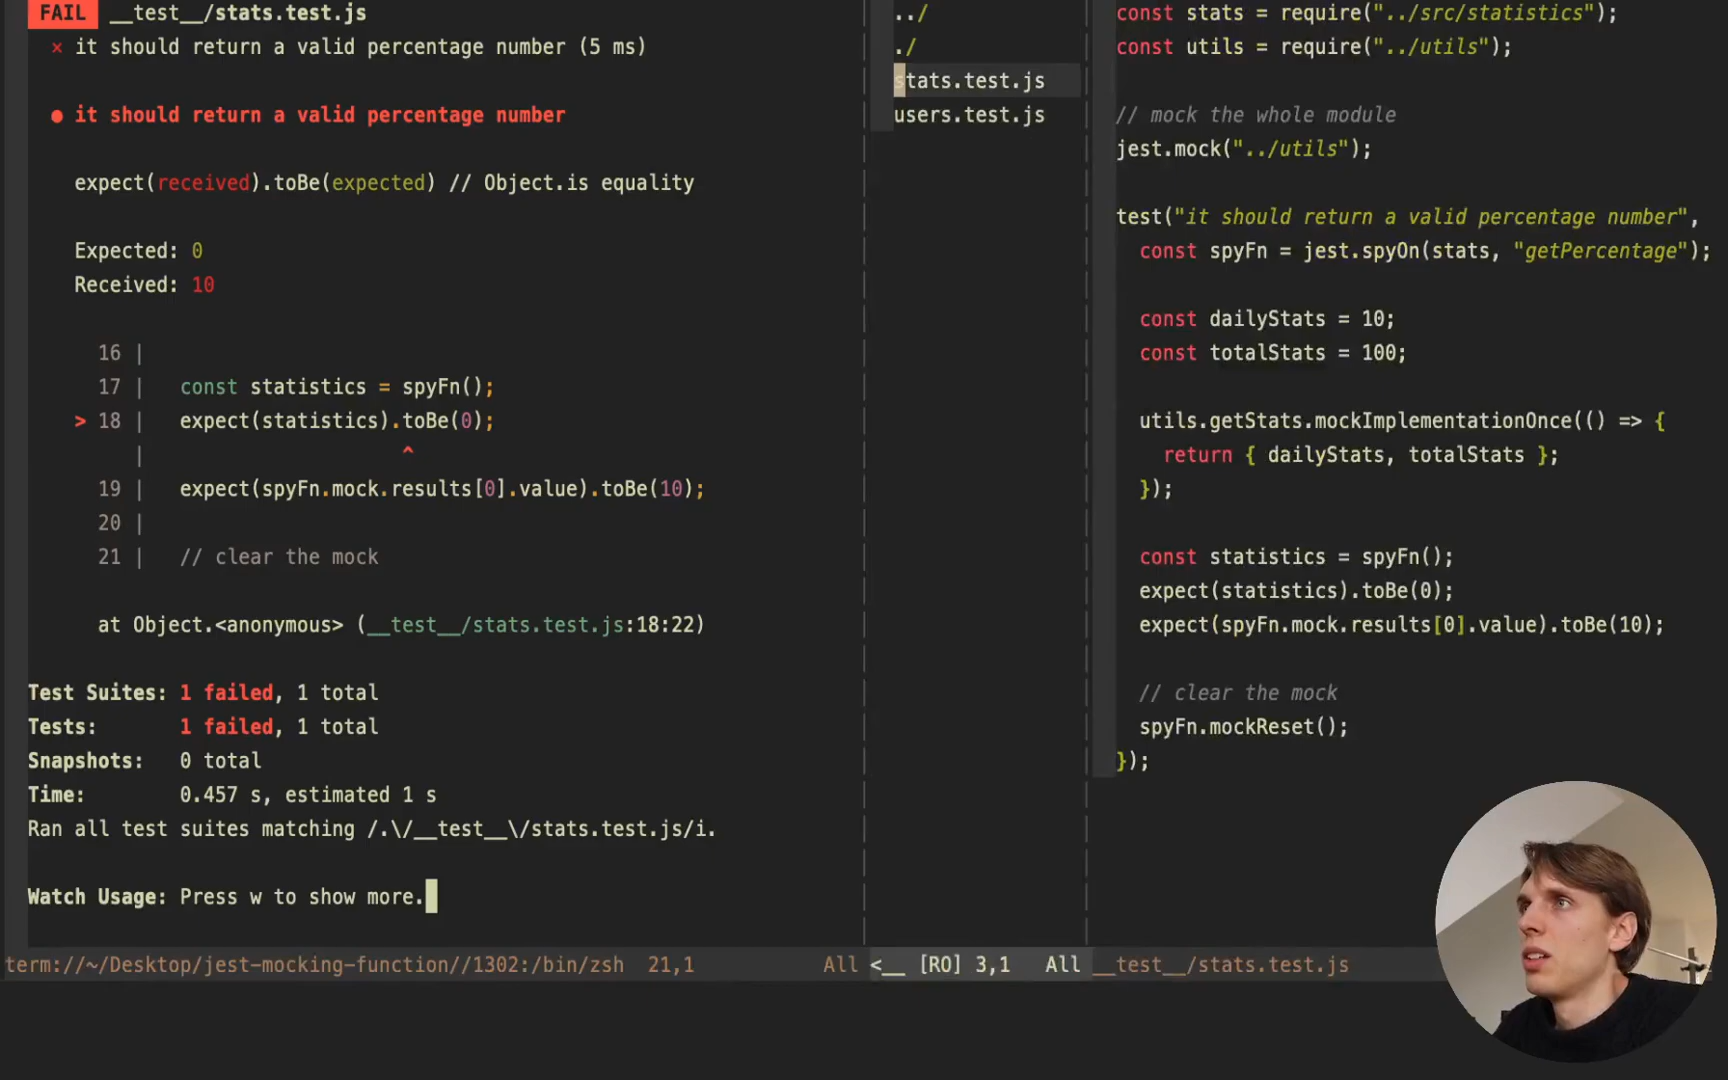 FAIL __test__/stats.test.js
✕ it should return a valid percentage number (5 ms)
● it should return a valid percentage number
expect(received).toBe(expected) // Object.is equality
Expected: 0
Received: 10
16 |
17 | const statistics = spyFn();
> 18 | expect(statistics).toBe(0);
| ^
19 | expect(spyFn.mock.results[0].value).toBe(10);
20 |
21 | // clear the mock
at Object.<anonymous> (__test__/stats.test.js:18:22)
Test Suites: 1 failed, 1 total
Tests: 1 failed, 1 total
Snapshots: 0 total
Time: 0.457 s, estimated 1 s
Ran all test suites matching /.\/__test__\/stats.test.js/i.
Watch Usage: Press w to show more.
term://~/Desktop/jest-mocking-function//1302:/bin/zsh 21,1 All
../
./
stats.test.js
users.test.js
<__ [RO] 3,1 All
const stats = require("../src/statistics");
const utils = require("../utils");
// mock the whole module
jest.mock("../utils");
test("it should return a valid percentage number",
const spyFn = jest.spyOn(stats, "getPercentage");
const dailyStats = 10;
const totalStats = 100;
utils.getStats.mockImplementationOnce(() => {
return { dailyStats, totalStats };
});
const statistics = spyFn();
expect(statistics).toBe(0);
expect(spyFn.mock.results[0].value).toBe(10);
// clear the mock
spyFn.mockReset();
});
__test__/stats.test.js